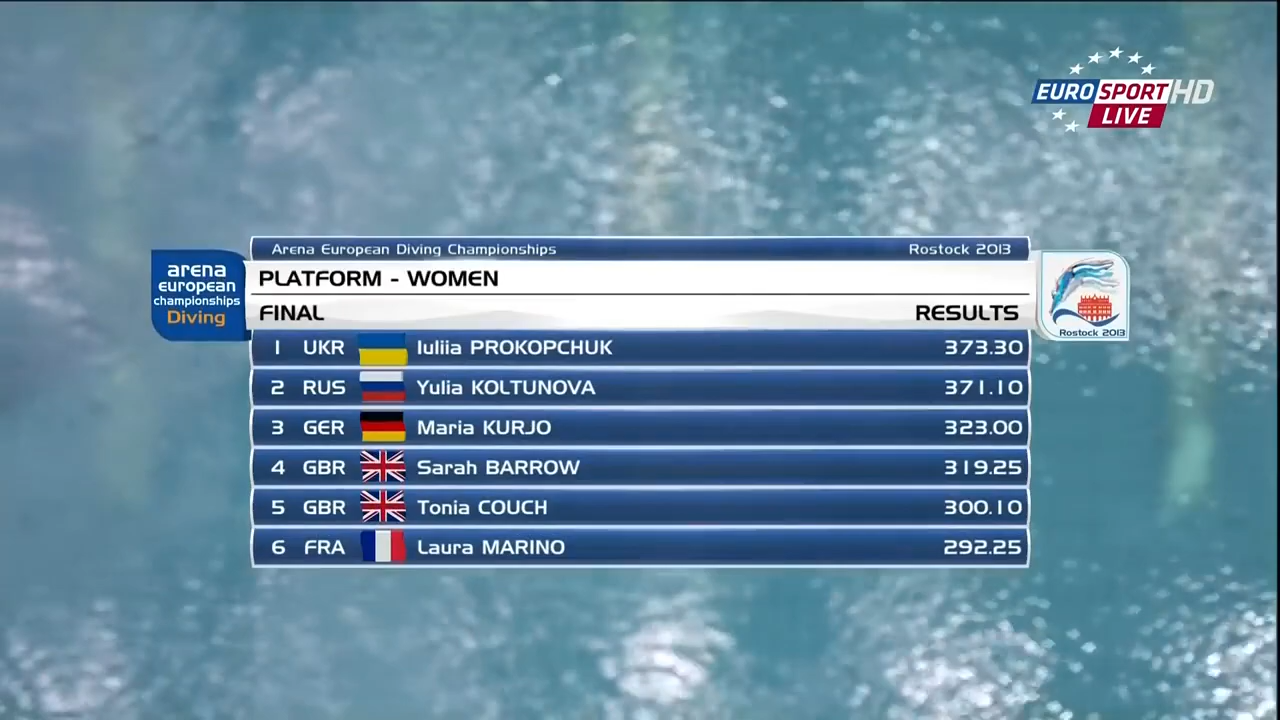 EUROSPORT HD
LIVE
Arena European Diving Championships Rostock 2013
arena
european
championships
Diving
PLATFORM - WOMEN
FINAL RESULTS
Rostock 2013
1 UKR Iuliia PROKOPCHUK 373.30
2 RUS Yulia KOLTUNOVA 371.10
3 GER Maria KURJO 323.00
4 GBR Sarah BARROW 319.25
5 GBR Tonia COUCH 300.10
6 FRA Laura MARINO 292.25